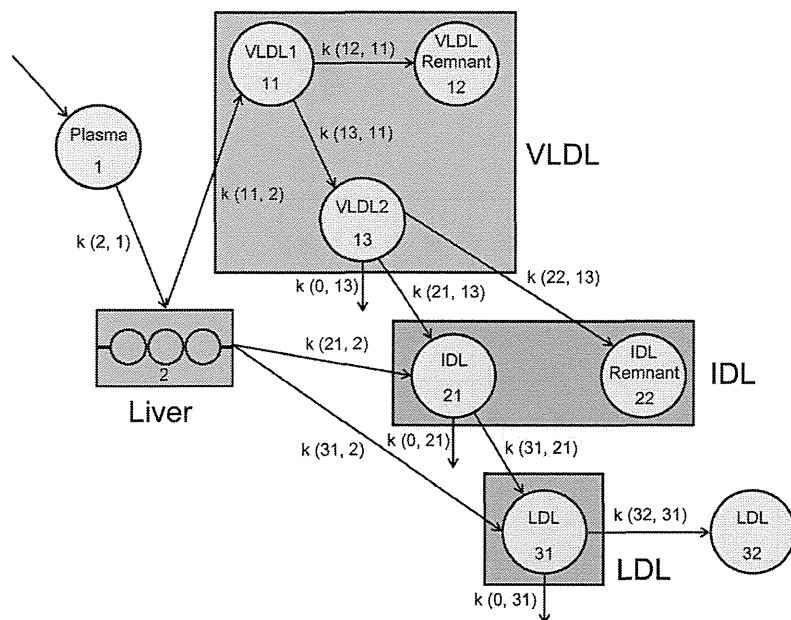 VLDL1
11
k (12, 11)
VLDL
Remnant
12
Plasma
1
k (13, 11)
VLDL
k (11, 2)
VLDL2
13
k (2, 1)
k (0, 13)
k (21, 13)
k (22, 13)
2
Liver
k (21, 2)
IDL
21
IDL
Remnant
22
IDL
k (31, 2)
k (0, 21)
k (31, 21)
LDL
31
k (32, 31)
LDL
32
LDL
k (0, 31)